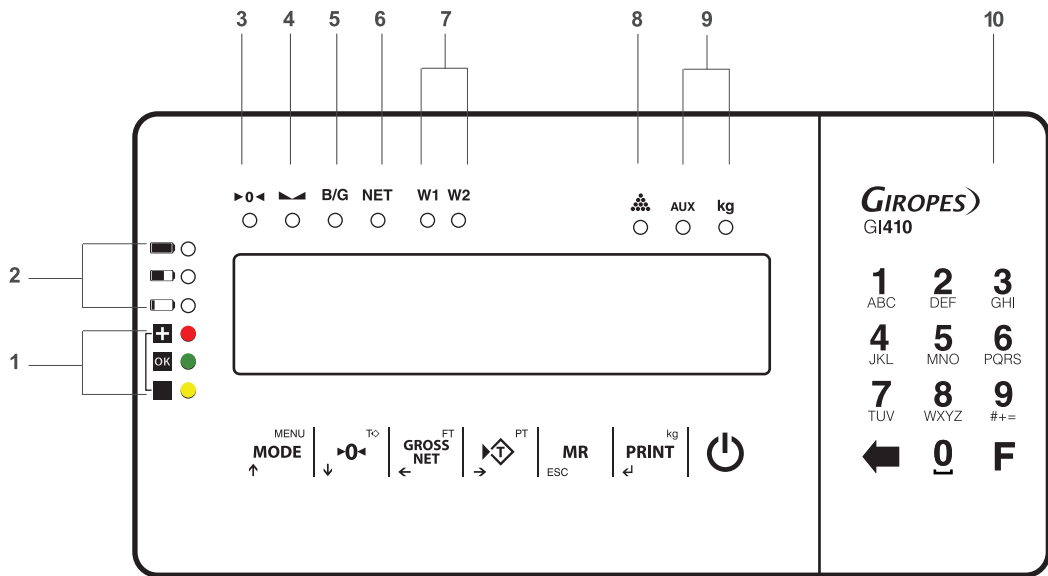 3 4 5 6 7 8 9 10
▶0◀ B/G NET W1 W2 AUX kg
GIROPES
GI410
2
1
+
OK
1 2 3
ABC DEF GHI
4 5 6
JKL MNO PQRS
7 8 9
TUV WXYZ #+=
0 F
MENU T FT PT kg
MODE ▶0◀ GROSS NET T MR PRINT
ESC